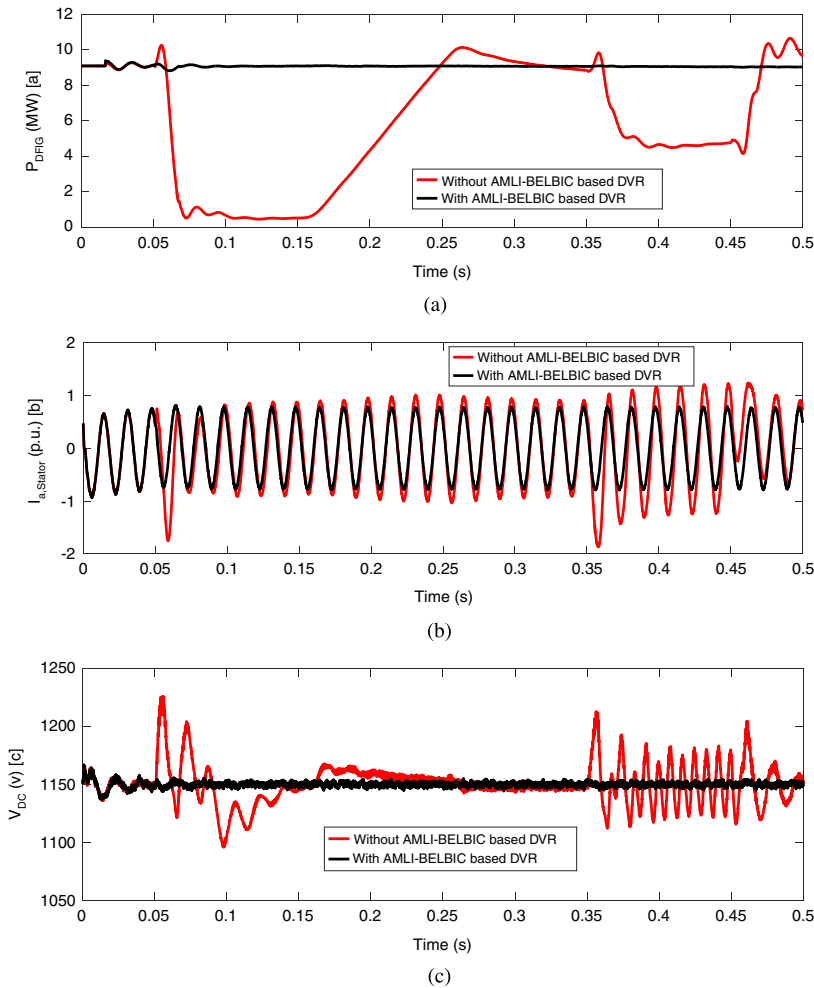 12
10
8
6
4
2
0
P_DFIG (MW) [a]
Without AMLI-BELBIC based DVR
With AMLI-BELBIC based DVR
0 0.05 0.1 0.15 0.2 0.25 0.3 0.35 0.4 0.45 0.5
Time (s)
(a)
2
1
0
-1
-2
I_a,Stator (p.u.) [b]
Without AMLI-BELBIC based DVR
With AMLI-BELBIC based DVR
0 0.05 0.1 0.15 0.2 0.25 0.3 0.35 0.4 0.45 0.5
Time (s)
(b)
1250
1200
1150
1100
1050
V_DC (v) [c]
Without AMLI-BELBIC based DVR
With AMLI-BELBIC based DVR
0 0.05 0.1 0.15 0.2 0.25 0.3 0.35 0.4 0.45 0.5
Time (s)
(c)